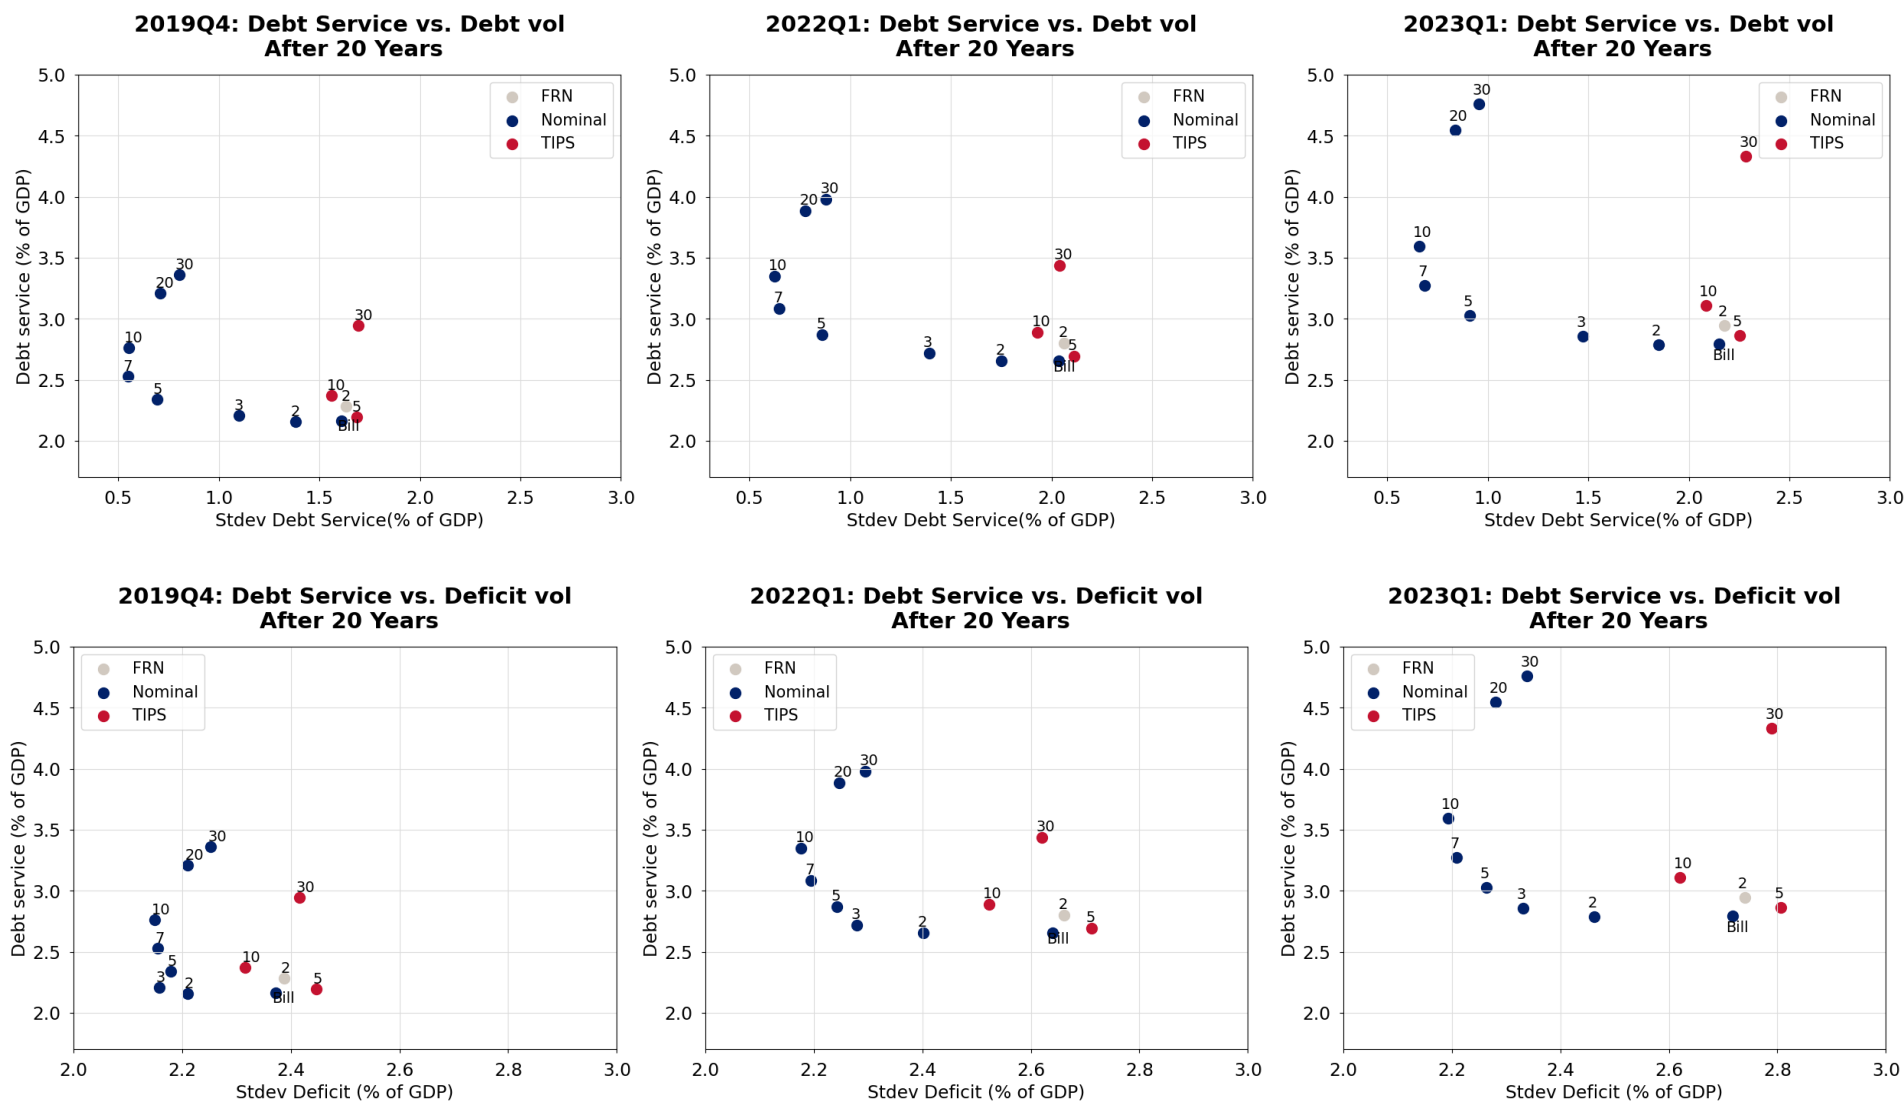 2019Q4: Debt Service vs. Debt vol
After 20 Years
5.0
4.5
4.0
3.5
3.0
2.5
2.0
Debt service (% of GDP)
FRN
Nominal
TIPS
30
20
10
7
5
3
2
Bill
30
10
2
5
0.5 1.0 1.5 2.0 2.5 3.0
Stdev Debt Service(% of GDP)
2022Q1: Debt Service vs. Debt vol
After 20 Years
5.0
4.5
4.0
3.5
3.0
2.5
2.0
Debt service (% of GDP)
FRN
Nominal
TIPS
30
20
10
7
5
3
2
Bill
30
10
2
5
0.5 1.0 1.5 2.0 2.5 3.0
Stdev Debt Service(% of GDP)
2023Q1: Debt Service vs. Debt vol
After 20 Years
5.0
4.5
4.0
3.5
3.0
2.5
2.0
Debt service (% of GDP)
FRN
Nominal
TIPS
30
20
10
7
5
3
2
Bill
30
10
2
5
0.5 1.0 1.5 2.0 2.5 3.0
Stdev Debt Service(% of GDP)
2019Q4: Debt Service vs. Deficit vol
After 20 Years
5.0
4.5
4.0
3.5
3.0
2.5
2.0
Debt service (% of GDP)
FRN
Nominal
TIPS
30
20
10
7
5
3
2
Bill
30
10
2
5
2.0 2.2 2.4 2.6 2.8 3.0
Stdev Deficit (% of GDP)
2022Q1: Debt Service vs. Deficit vol
After 20 Years
5.0
4.5
4.0
3.5
3.0
2.5
2.0
Debt service (% of GDP)
FRN
Nominal
TIPS
30
20
10
7
5
3
2
Bill
30
10
2
5
2.0 2.2 2.4 2.6 2.8 3.0
Stdev Deficit (% of GDP)
2023Q1: Debt Service vs. Deficit vol
After 20 Years
5.0
4.5
4.0
3.5
3.0
2.5
2.0
Debt service (% of GDP)
FRN
Nominal
TIPS
30
20
10
7
5
3
2
Bill
30
10
2
5
2.0 2.2 2.4 2.6 2.8 3.0
Stdev Deficit (% of GDP)